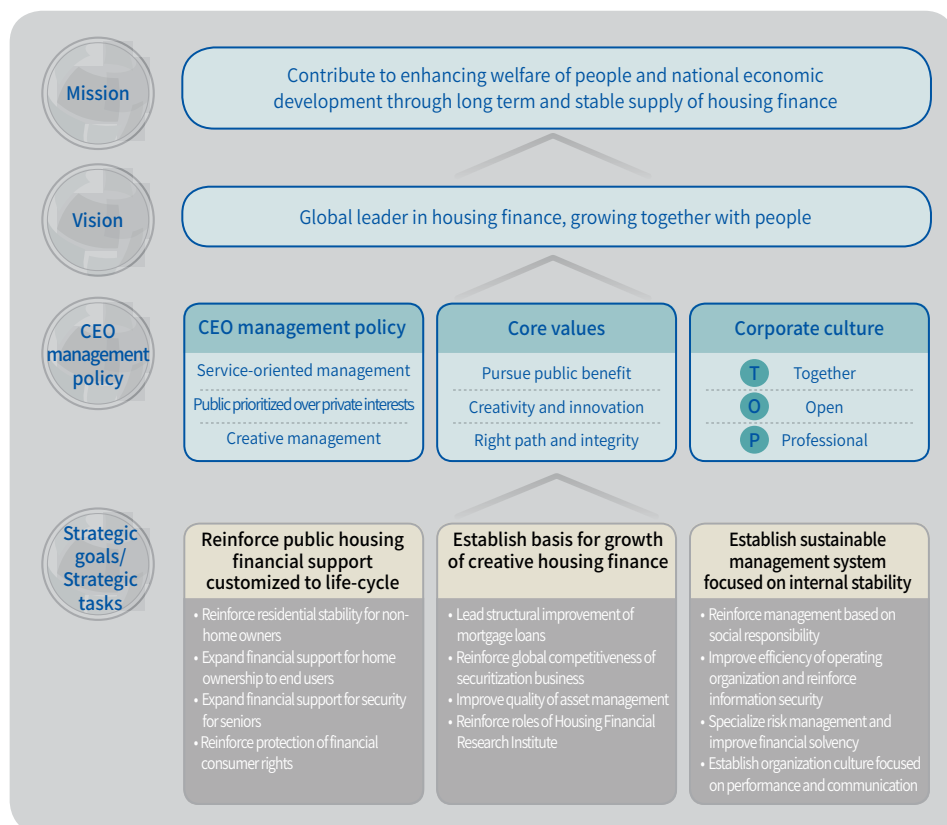 Mission
Contribute to enhancing welfare of people and national economic
development through long term and stable supply of housing finance
Vision
Global leader in housing finance, growing together with people
CEO
management
policy
CEO management policy
Service-oriented management
Public prioritized over private interests
Creative management
Core values
Pursue public benefit
Creativity and innovation
Right path and integrity
Corporate culture
T Together
O Open
P Professional
Strategic
goals/
Strategic
tasks
Reinforce public housing
financial support
customized to life-cycle
• Reinforce residential stability for non-
home owners
• Expand financial support for home
ownership to end users
• Expand financial support for security
for seniors
• Reinforce protection of financial
consumer rights
Establish basis for growth
of creative housing finance
• Lead structural improvement of
mortgage loans
• Reinforce global competitiveness of
securitization business
• Improve quality of asset management
• Reinforce roles of Housing Financial
Research Institute
Establish sustainable
management system
focused on internal stability
• Reinforce management based on
social responsibility
• Improve efficiency of operating
organization and reinforce
information security
• Specialize risk management and
improve financial solvency
• Establish organization culture focused
on performance and communication